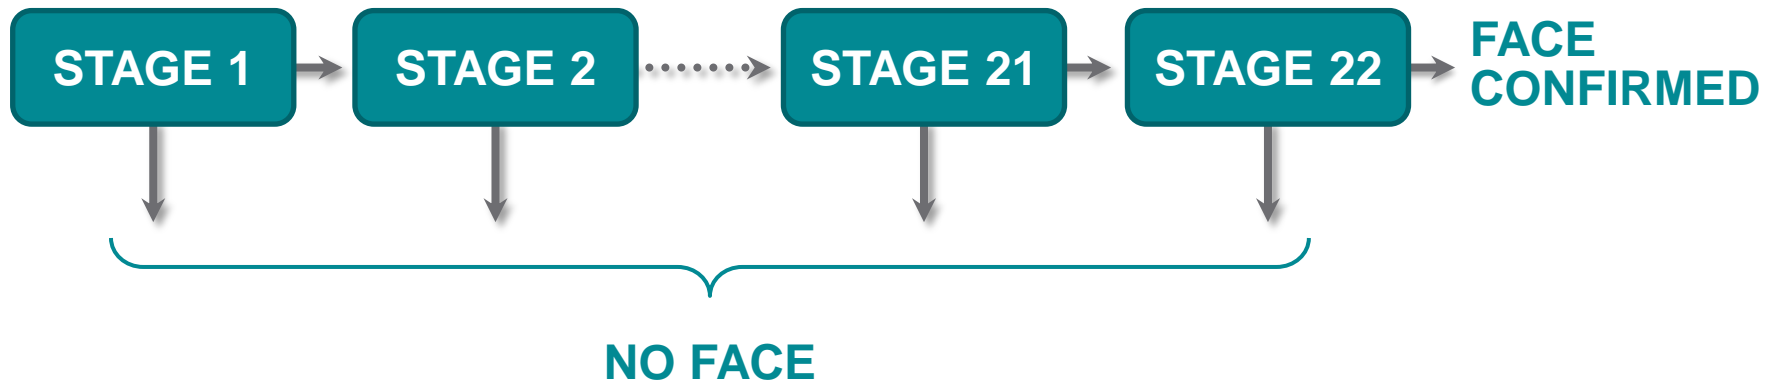 STAGE 1
STAGE 2
STAGE 21
STAGE 22
FACE
CONFIRMED
NO FACE